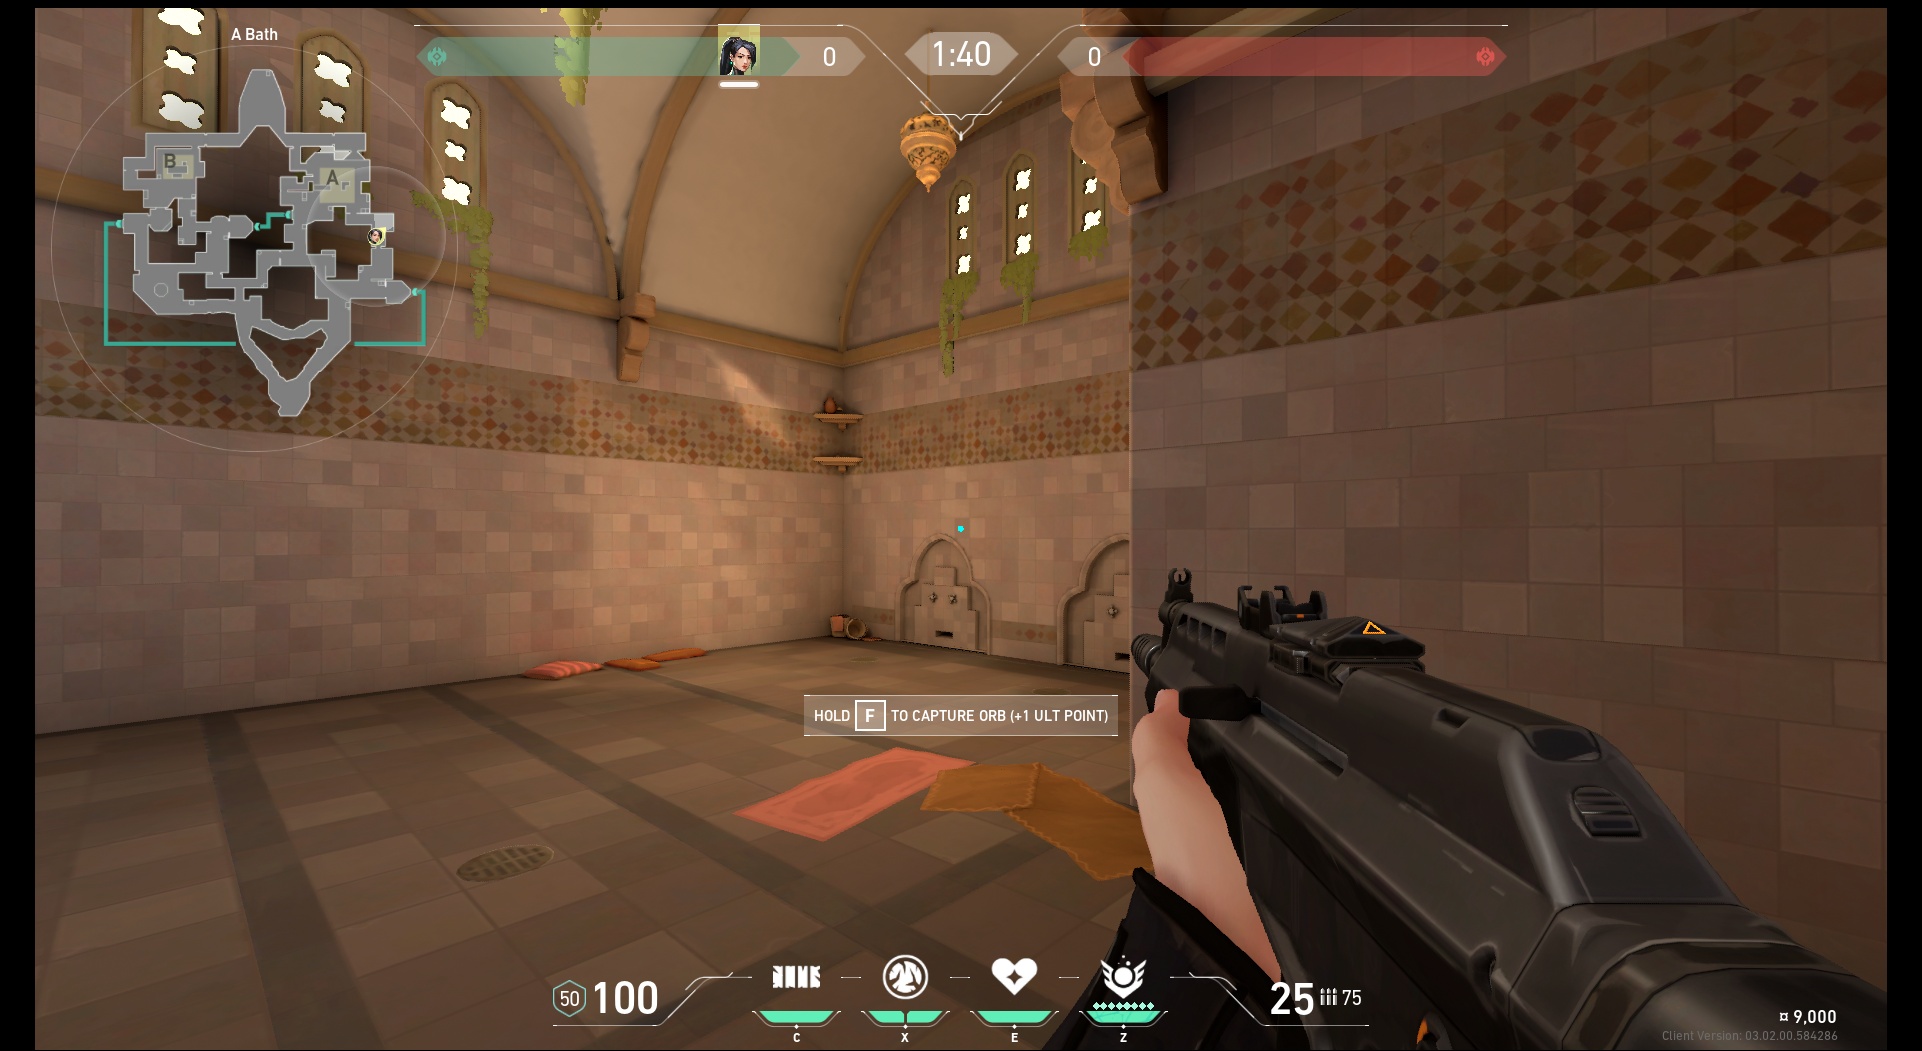 A Bath
0
1:40
0
B
A
HOLD F TO CAPTURE ORB (+1 ULT POINT)
50 100
25 75
C X E Z
¤ 9,000
Client Version: 03.02.00.584286